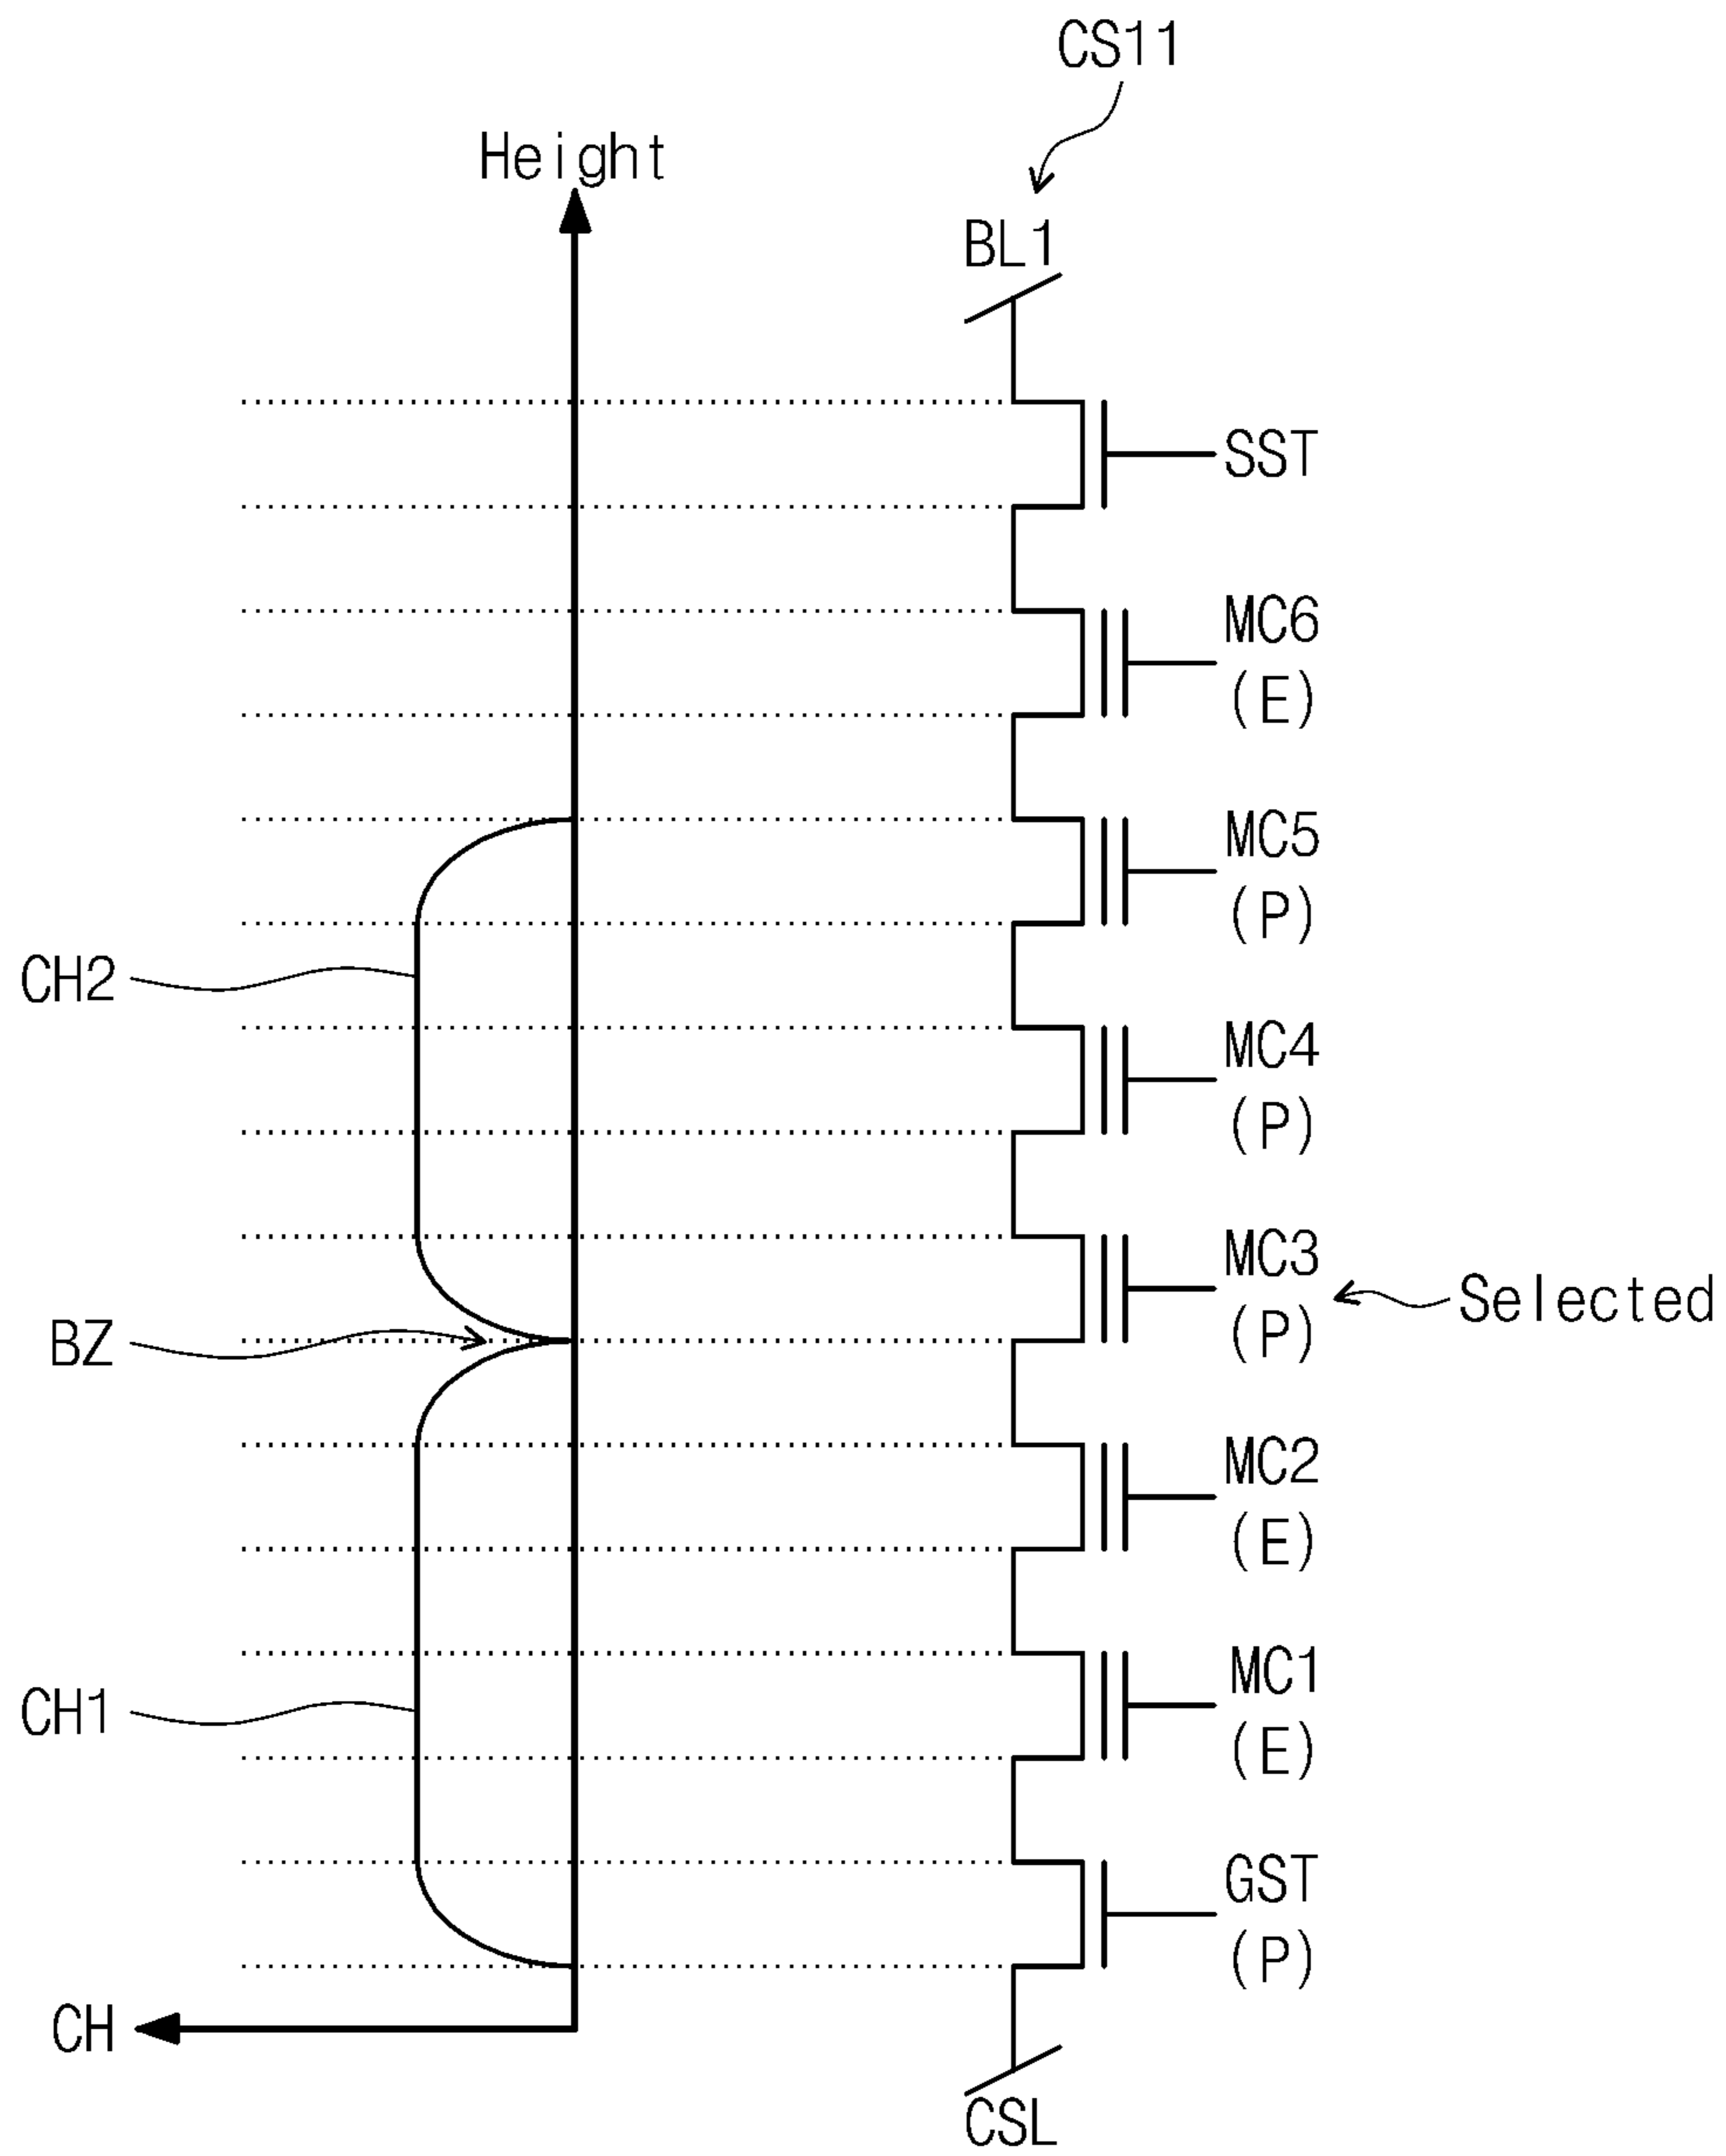 CS11
Height
BL1
SST
MC6
(E)
MC5
(P)
CH2
MC4
(P)
MC3
(P)
Selected
BZ
MC2
(E)
MC1
(E)
CH1
GST
(P)
CH
CSL